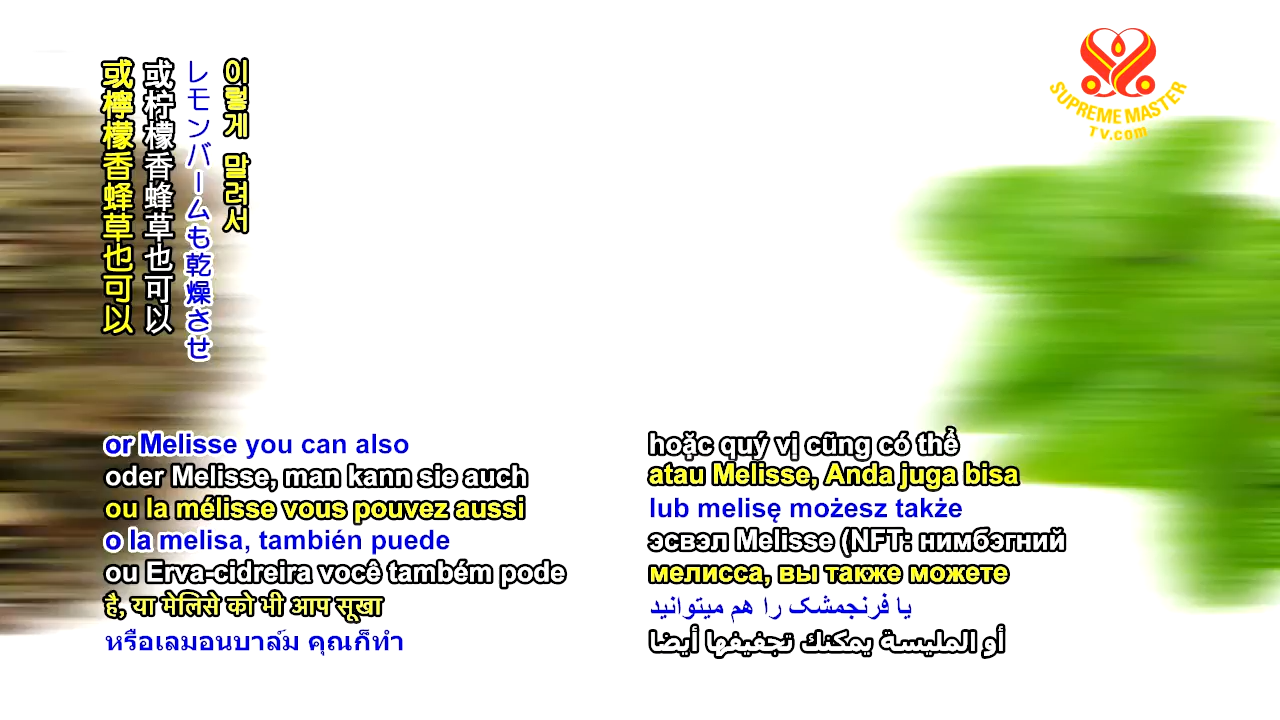 或檸檬香蜂草也可以
或柠檬香蜂草也可以
レモンバームも乾燥させ
이렇게 말려서
SUPREME MASTER
TV.com
or Melisse you can also
oder Melisse, man kann sie auch
ou la mélisse vous pouvez aussi
o la melisa, también puede
ou Erva-cidreira você também pode
है, या मेलिसे को भी आप सूखा
หรือเลมอนบาล์ม คุณก็ทำ
hoặc quý vị cũng có thể
atau Melisse, Anda juga bisa
lub melisę możesz także
эсвэл Melisse (NFT: нимбэгний
мелисса, вы также можете
یا فرنجمشک را هم میتوانید
أو المليسة يمكنك تجفيفها أيضا